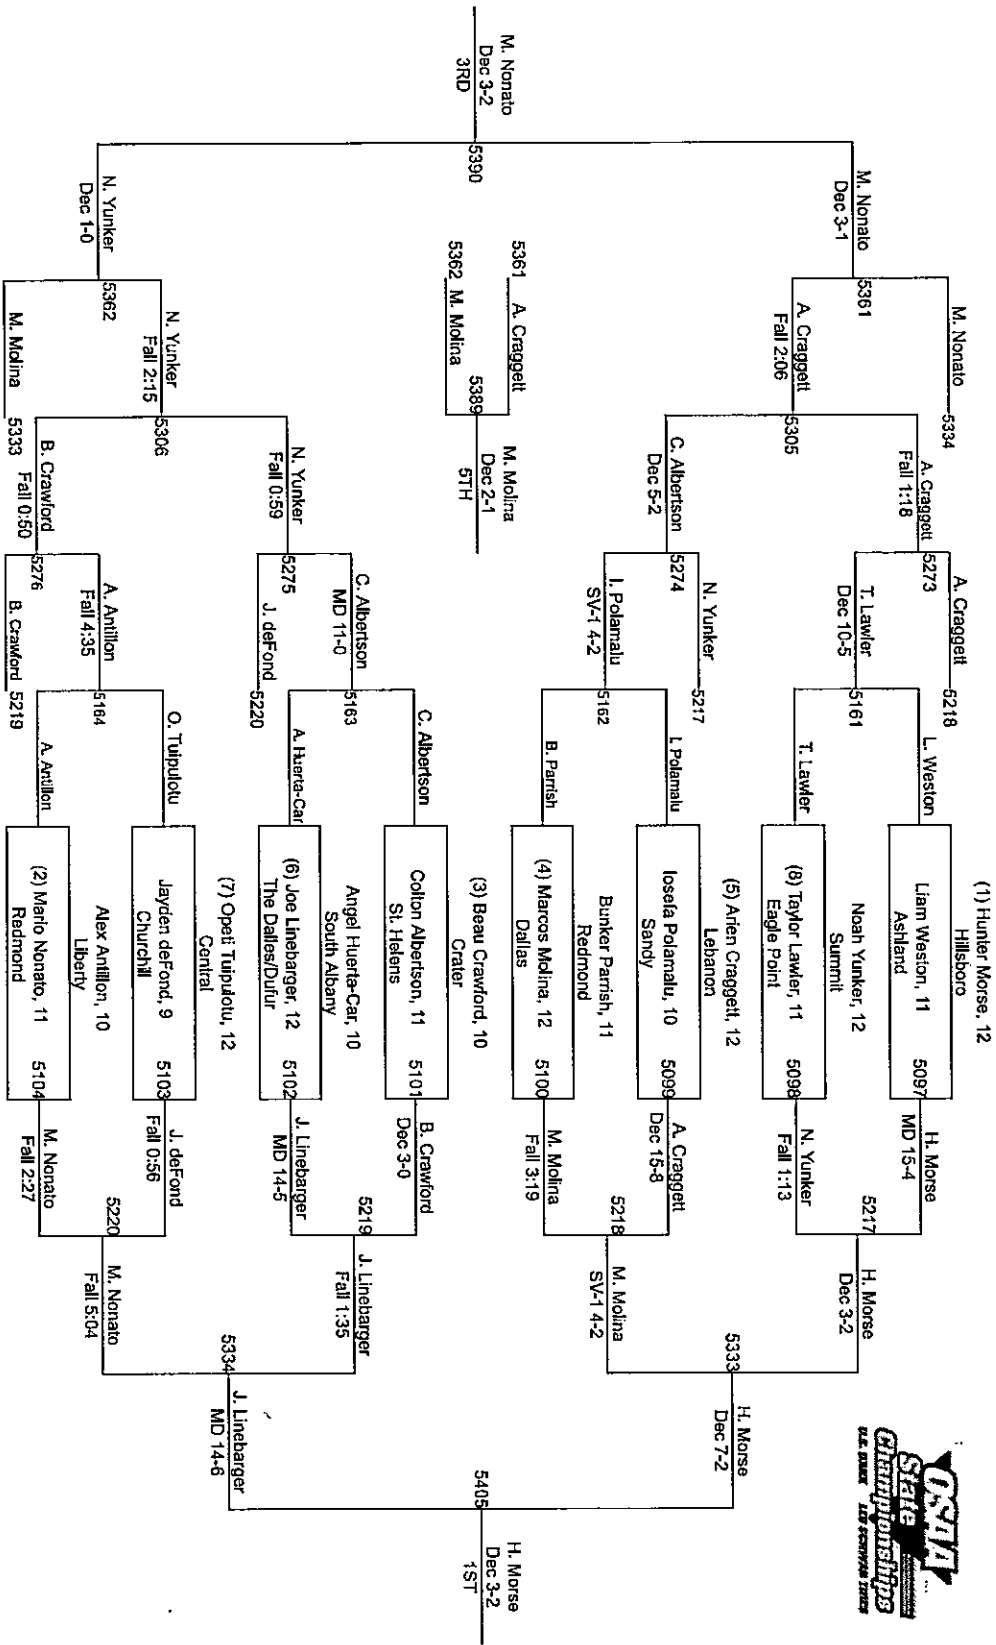 OSAA
State
Championships
U.S. BANK LES SCHWAB TIRES
(1) Hunter Morse, 12
Hillsboro
Liam Weston, 11
Ashland
5097
Noah Yunker, 12
Summit
(8) Taylor Lawler, 11
Eagle Point
5098
(5) Arien Craggett, 12
Lebanon
Iosefa Polamalu, 10
Sandy
5099
Bunker Parrish, 11
Redmond
(4) Marcos Molina, 12
Dallas
5100
(3) Beau Crawford, 10
Crater
Colton Albertson, 11
St. Helens
5101
Angel Huerta-Car, 10
South Albany
(6) Joe Linebarger, 12
The Dalles/Dufur
5102
(7) Opeti Tuipulotu, 12
Central
Jayden deFond, 9
Churchill
5103
Alex Antillon, 10
Liberty
(2) Mario Nonato, 11
Redmond
5104
H. Morse
MD 15-4
N. Yunker
Fall 1:13
A. Craggett
Dec 15-8
M. Molina
Fall 3:19
B. Crawford
Dec 3-0
J. Linebarger
MD 14-5
J. deFond
Fall 0:56
M. Nonato
Fall 2:27
5217
5218
5219
5220
H. Morse
Dec 3-2
M. Molina
SV-1 4-2
J. Linebarger
Fall 1:35
M. Nonato
Fall 5:04
5333
5334
H. Morse
Dec 7-2
J. Linebarger
MD 14-6
5405
H. Morse
Dec 3-2
1ST
L. Weston
T. Lawler
I. Polamalu
B. Parrish
C. Albertson
A. Huerta-Car
O. Tuipulotu
A. Antillon
5218
5161
5217
5162
5163
5220
5164
5219
A. Craggett
T. Lawler
Dec 10-5
N. Yunker
I. Polamalu
SV-1 4-2
C. Albertson
MD 11-0
J. deFond
A. Antillon
Fall 4:35
B. Crawford
5273
5274
5275
5276
A. Craggett
Fall 1:18
C. Albertson
Dec 5-2
N. Yunker
Fall 0:59
B. Crawford
Fall 0:50
5334
5305
5306
5333
M. Nonato
A. Craggett
Fall 2:06
N. Yunker
Fall 2:15
M. Molina
5361
5362
M. Nonato
Dec 3-1
N. Yunker
Dec 1-0
5390
M. Nonato
Dec 3-2
3RD
5361 A. Craggett
5362 M. Molina
5389
M. Molina
Dec 2-1
5TH